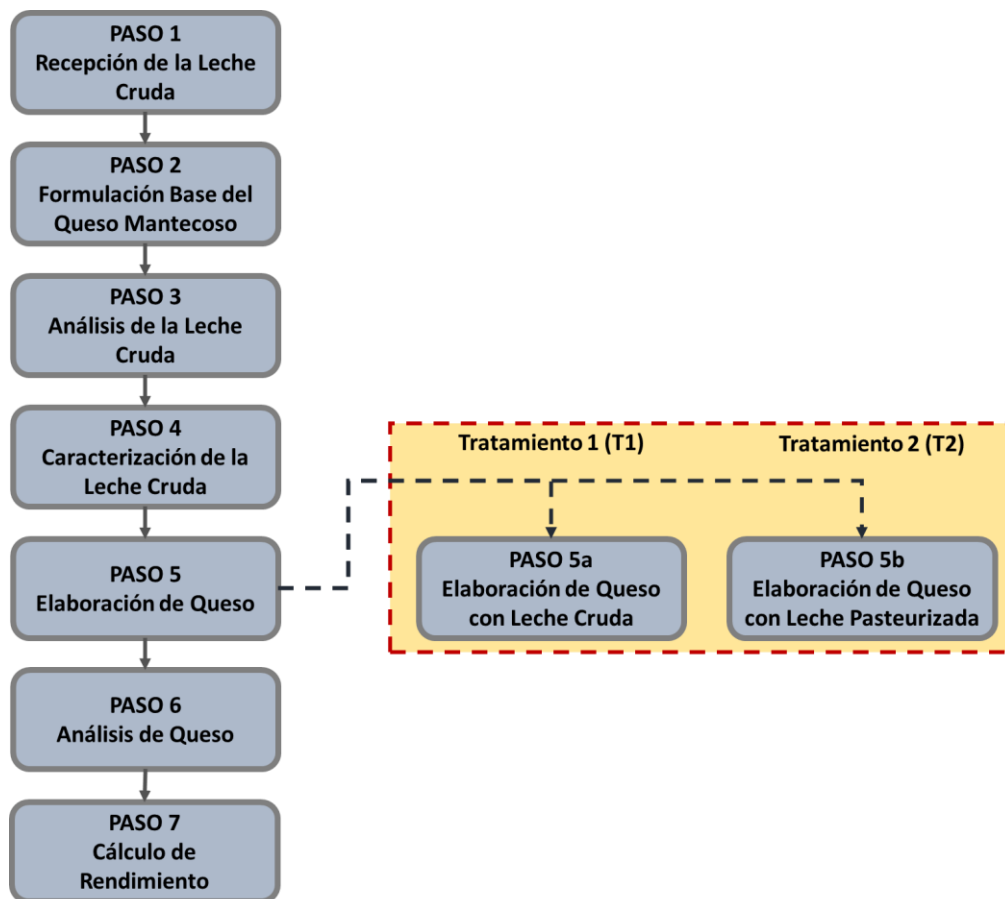 PASO 1
Recepción de la Leche
Cruda
PASO 2
Formulación Base del
Queso Mantecoso
PASO 3
Análisis de la Leche
Cruda
PASO 4
Caracterización de la
Leche Cruda
PASO 5
Elaboración de Queso
PASO 6
Análisis de Queso
PASO 7
Cálculo de
Rendimiento
Tratamiento 1 (T1)
Tratamiento 2 (T2)
PASO 5a
Elaboración de Queso
con Leche Cruda
PASO 5b
Elaboración de Queso
con Leche Pasteurizada